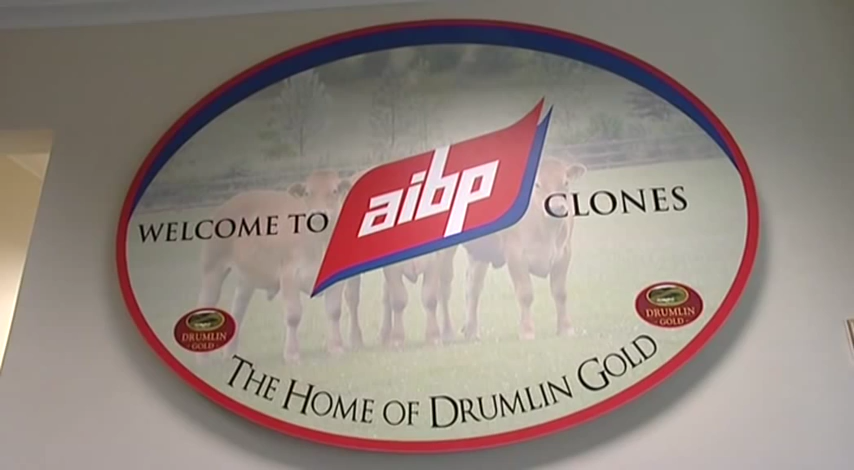 WELCOME TO aibp CLONES
DRUMLIN
GOLD
DRUMLIN
GOLD
THE HOME OF DRUMLIN GOLD